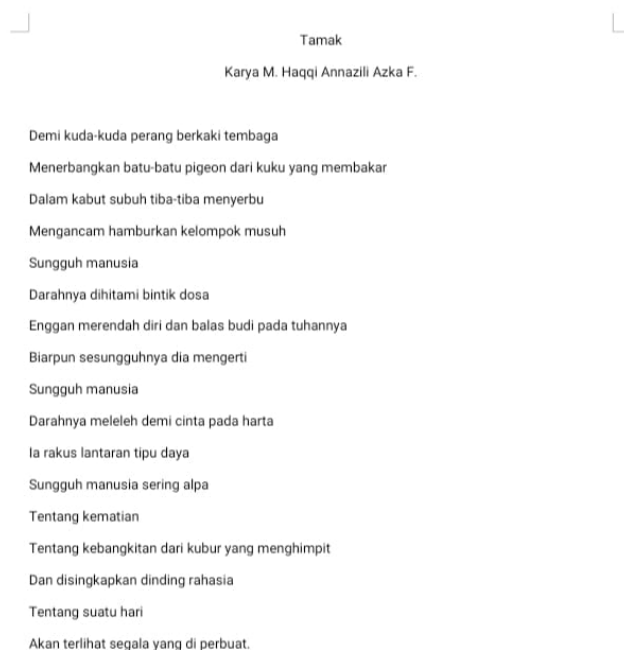 Tamak
Karya M. Haqqi Annazili Azka F.
Demi kuda-kuda perang berkaki tembaga
Menerbangkan batu-batu pigeon dari kuku yang membakar
Dalam kabut subuh tiba-tiba menyerbu
Mengancam hamburkan kelompok musuh
Sungguh manusia
Darahnya dihitami bintik dosa
Enggan merendah diri dan balas budi pada tuhannya
Biarpun sesungguhnya dia mengerti
Sungguh manusia
Darahnya meleleh demi cinta pada harta
Ia rakus lantaran tipu daya
Sungguh manusia sering alpa
Tentang kematian
Tentang kebangkitan dari kubur yang menghimpit
Dan disingkapkan dinding rahasia
Tentang suatu hari
Akan terlihat segala yang di perbuat.